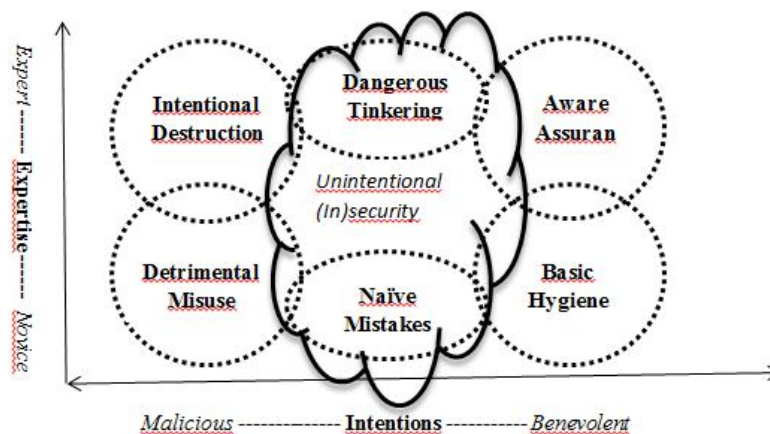 Dangerous
Tinkering
Intentional
Destruction
Aware
Assuran
Unintentional
(In)security
Detrimental
Misuse
Naïve
Mistakes
Basic
Hygiene
Novice ------- Expertise ------- Expert
Malicious ------------- Intentions ----------- Benevolent